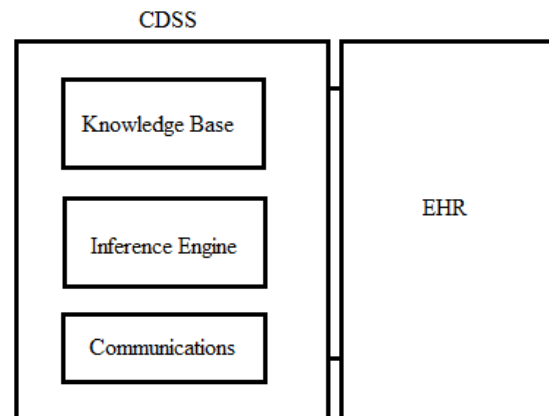 CDSS
Knowledge Base
EHR
Inference Engine
Communications